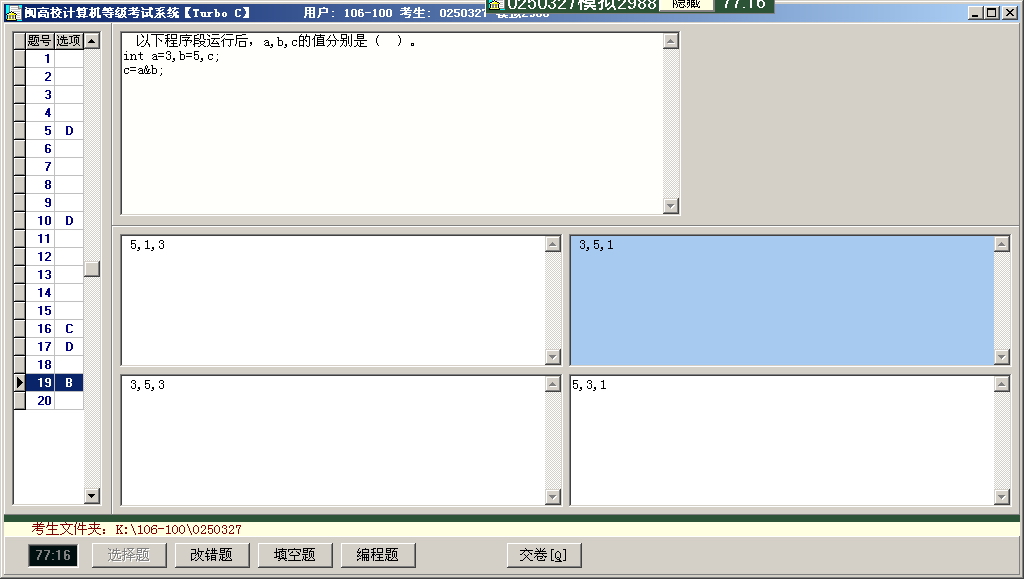 闽高校计算机等级考试系统【Turbo C】 用户: 106-100 考生: 0250327
0250327模拟2988 隐藏 77:16
题号 选项
1
2
3
4
5 D
6
7
8
9
10 D
11
12
13
14
15
16 C
17 D
18
19 B
20
以下程序段运行后，a,b,c的值分别是（ ）。
int a=3,b=5,c;
c=a&b;
5,1,3
3,5,1
3,5,3
5,3,1
考生文件夹: K:\106-100\0250327
77:16 选择题 改错题 填空题 编程题 交卷[Q]